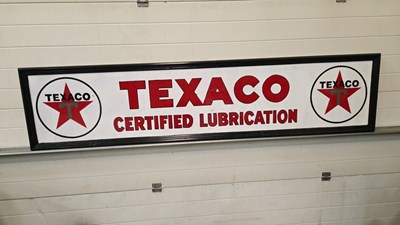 TEXACO
T
TEXACO
CERTIFIED LUBRICATION
TEXACO
T